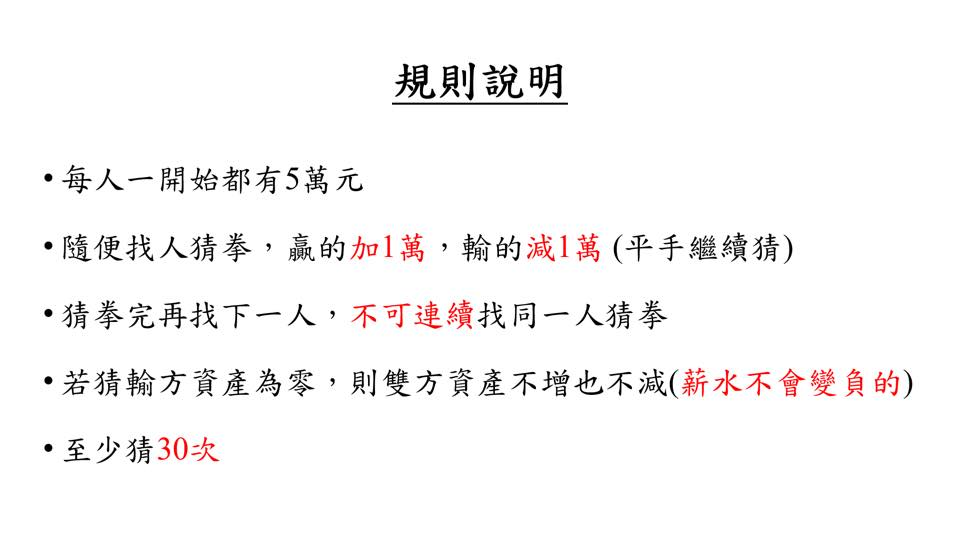 規則說明
• 每人一開始都有5萬元
• 隨便找人猜拳，贏的加1萬，輸的減1萬 (平手繼續猜)
• 猜拳完再找下一人，不可連續找同一人猜拳
• 若猜輸方資產為零，則雙方資產不增也不減(薪水不會變負的)
• 至少猜30次